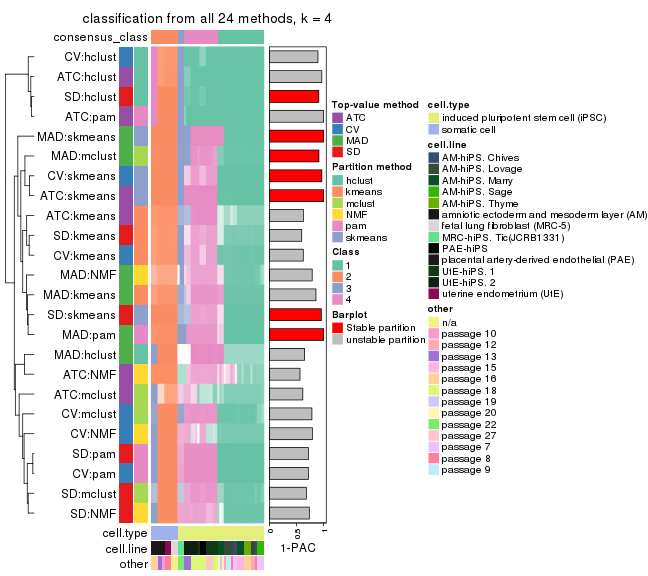 classification from all 24 methods, k = 4
consensus_class
CV:hclust
ATC:hclust
SD:hclust
ATC:pam
MAD:skmeans
MAD:mclust
CV:skmeans
ATC:skmeans
ATC:kmeans
SD:kmeans
CV:kmeans
MAD:NMF
MAD:kmeans
SD:skmeans
MAD:pam
MAD:hclust
ATC:NMF
ATC:mclust
CV:mclust
CV:NMF
SD:pam
CV:pam
SD:mclust
SD:NMF
cell.type
cell.line
other
0
0.5
1
1-PAC
Top-value method
ATC
CV
MAD
SD
Partition method
hclust
kmeans
mclust
NMF
pam
skmeans
Class
1
2
3
4
Barplot
Stable partition
unstable partition
cell.type
induced pluripotent stem cell (iPSC)
somatic cell
cell.line
AM-hiPS. Chives
AM-hiPS. Lovage
AM-hiPS. Marry
AM-hiPS. Sage
AM-hiPS. Thyme
amniotic ectoderm and mesoderm layer (AM)
fetal lung fibroblast (MRC-5)
MRC-hiPS. Tic(JCRB1331)
PAE-hiPS
placental artery-derived endothelial (PAE)
UtE-hiPS. 1
UtE-hiPS. 2
uterine endometrium (UtE)
other
n/a
passage 10
passage 12
passage 13
passage 15
passage 16
passage 18
passage 19
passage 20
passage 22
passage 27
passage 7
passage 8
passage 9